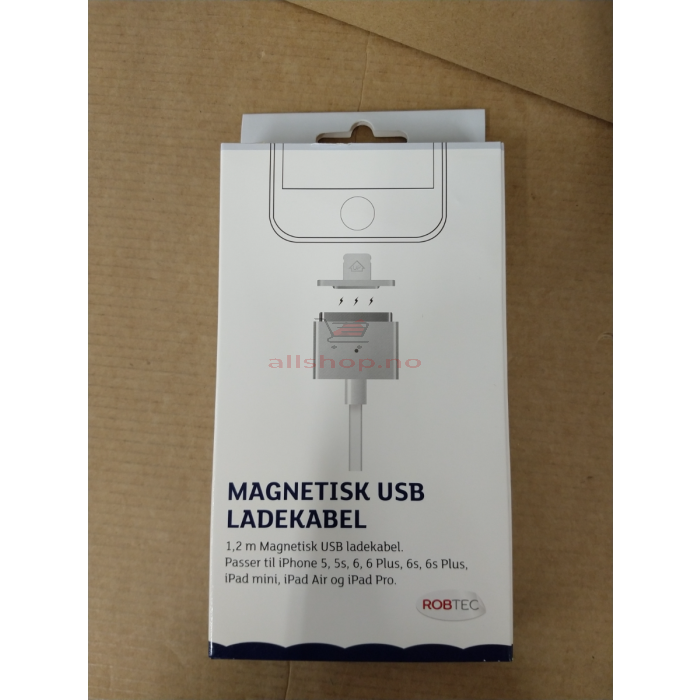 allshop.no
MAGNETISK USB
LADEKABEL
1,2 m Magnetisk USB ladekabel.
Passer til iPhone 5, 5s, 6, 6 Plus, 6s, 6s Plus,
iPad mini, iPad Air og iPad Pro.
ROBTEC